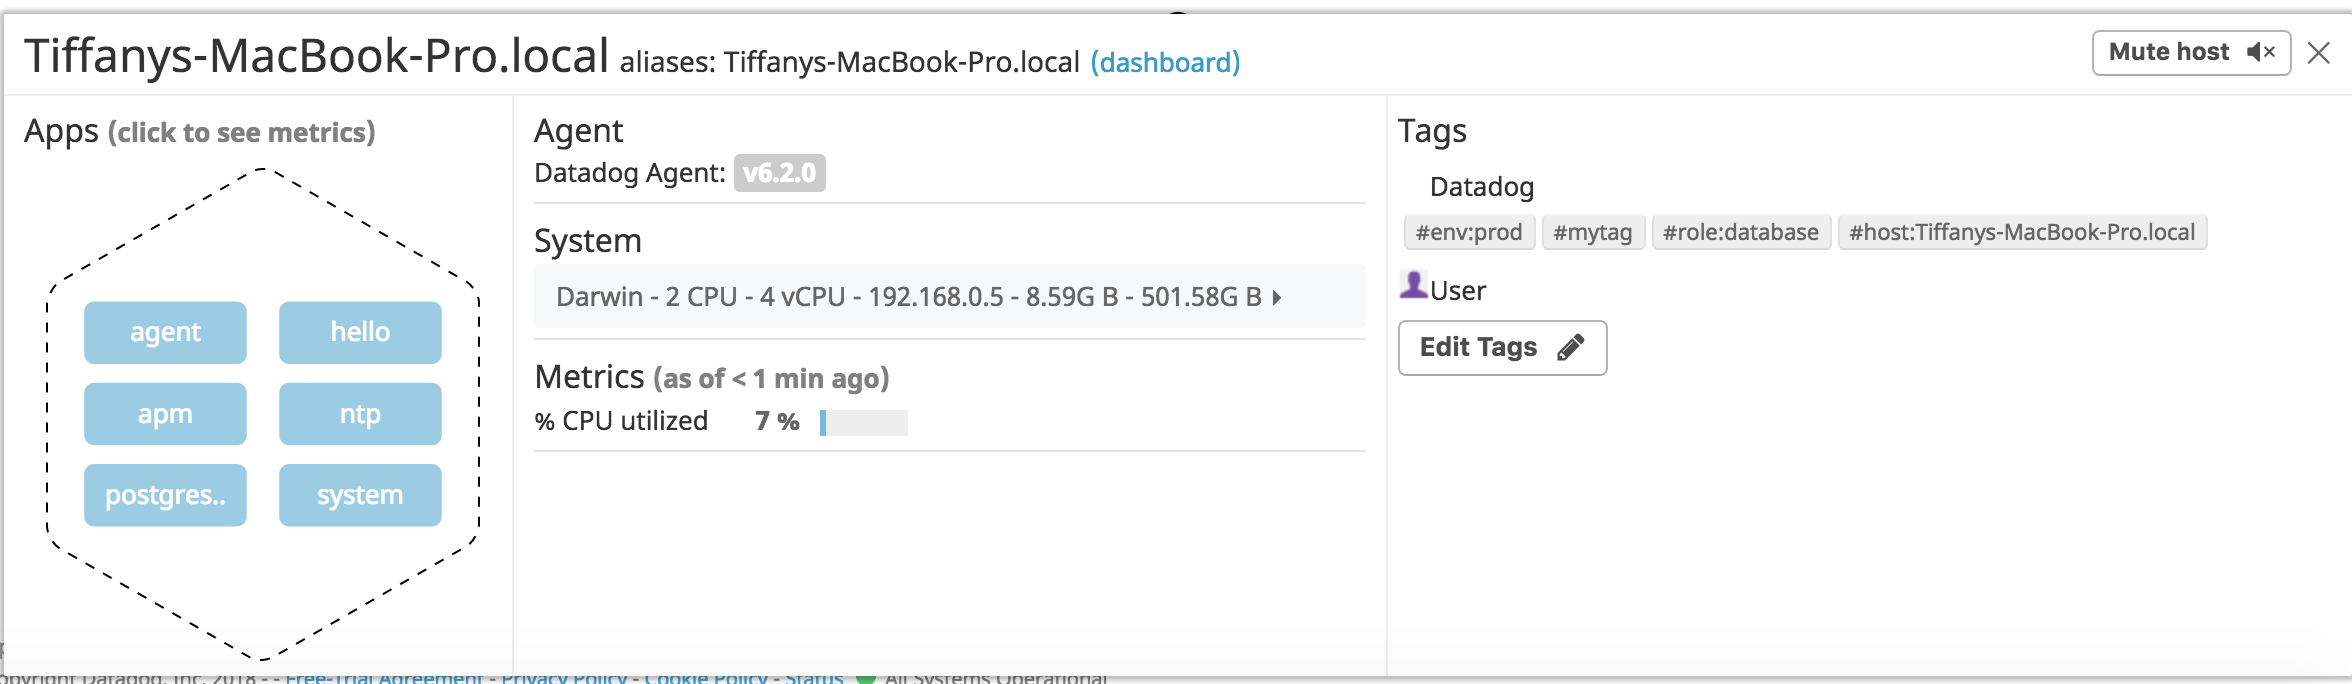 Tiffanys-MacBook-Pro.local aliases: Tiffanys-MacBook-Pro.local (dashboard)
Mute host
Apps (click to see metrics)
agent
hello
apm
ntp
postgres..
system
Agent
Datadog Agent: v6.2.0
System
Darwin - 2 CPU - 4 vCPU - 192.168.0.5 - 8.59G B - 501.58G B
Metrics (as of < 1 min ago)
% CPU utilized 7 %
Tags
Datadog
#env:prod #mytag #role:database #host:Tiffanys-MacBook-Pro.local
User
Edit Tags
opyright Datadog, Inc. 2018 - - Free-Trial Agreement - Privacy Policy - Cookie Policy - Status All Systems Operational